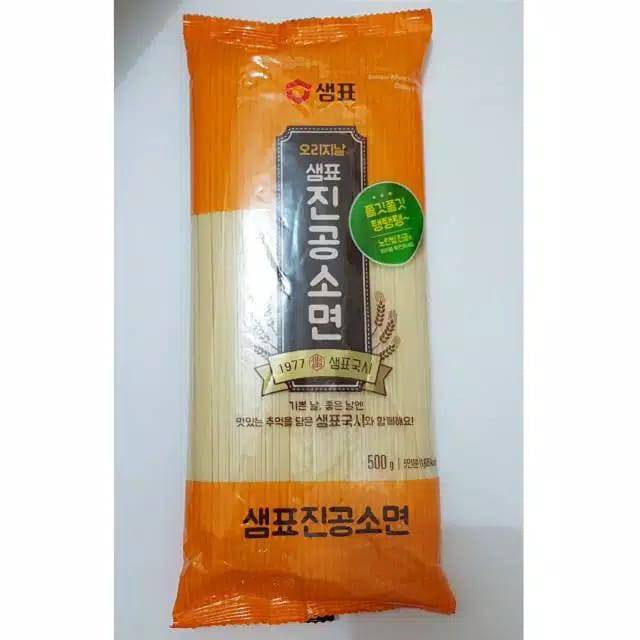 샘표
오리지날
샘표
진공소면
쫄깃쫄깃
탱탱탱~
1977 샘표국시
기쁜 날, 좋은 날엔
맛있는 추억을 담은 샘표국시와 함께해요!
500 g
샘표진공소면